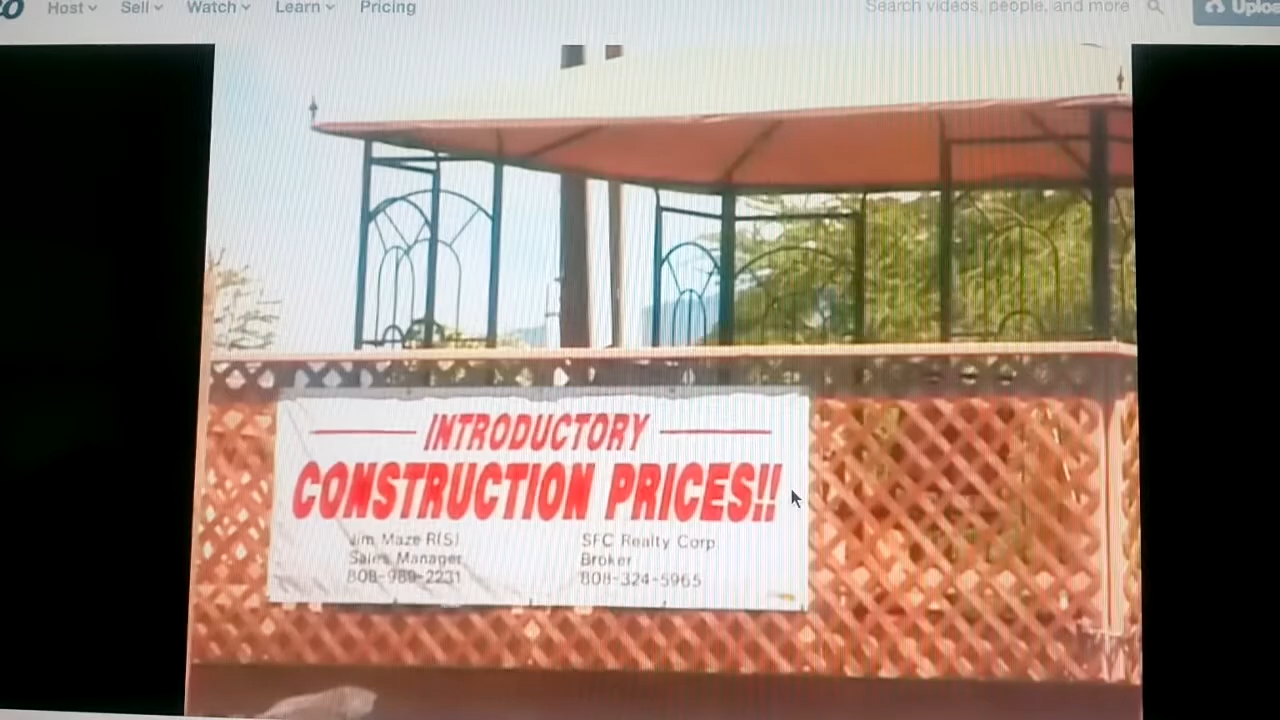 Host Sell Watch Learn Pricing Search videos, people, and more
INTRODUCTORY
CONSTRUCTION PRICES!!
Jim Maze R(S) SFC Realty Corp
Sales Manager Broker
808-989-2231 808-324-5965